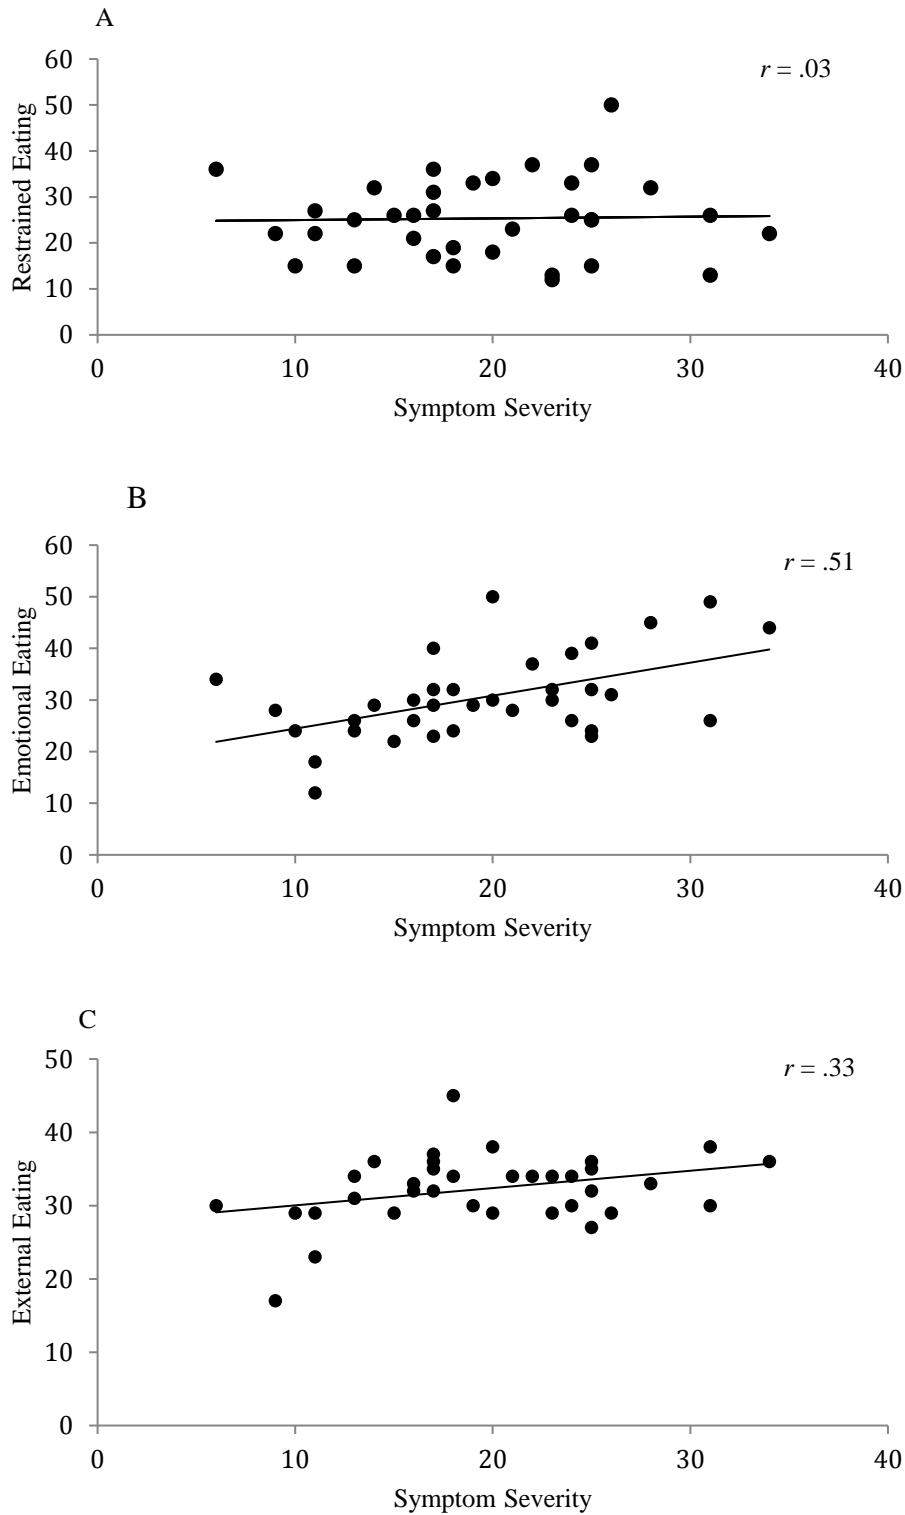 A
r = .03
60
50
40
30
20
10
0
Restrained Eating
0 10 20 30 40
Symptom Severity
B
r = .51
60
50
40
30
20
10
0
Emotional Eating
0 10 20 30 40
Symptom Severity
C
r = .33
50
40
30
20
10
0
External Eating
0 10 20 30 40
Symptom Severity